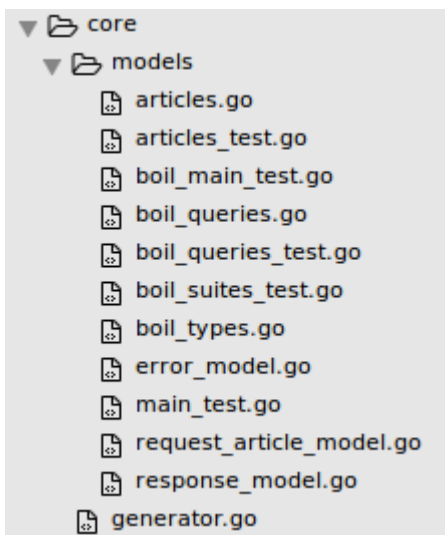 core
models
articles.go
articles_test.go
boil_main_test.go
boil_queries.go
boil_queries_test.go
boil_suites_test.go
boil_types.go
error_model.go
main_test.go
request_article_model.go
response_model.go
generator.go